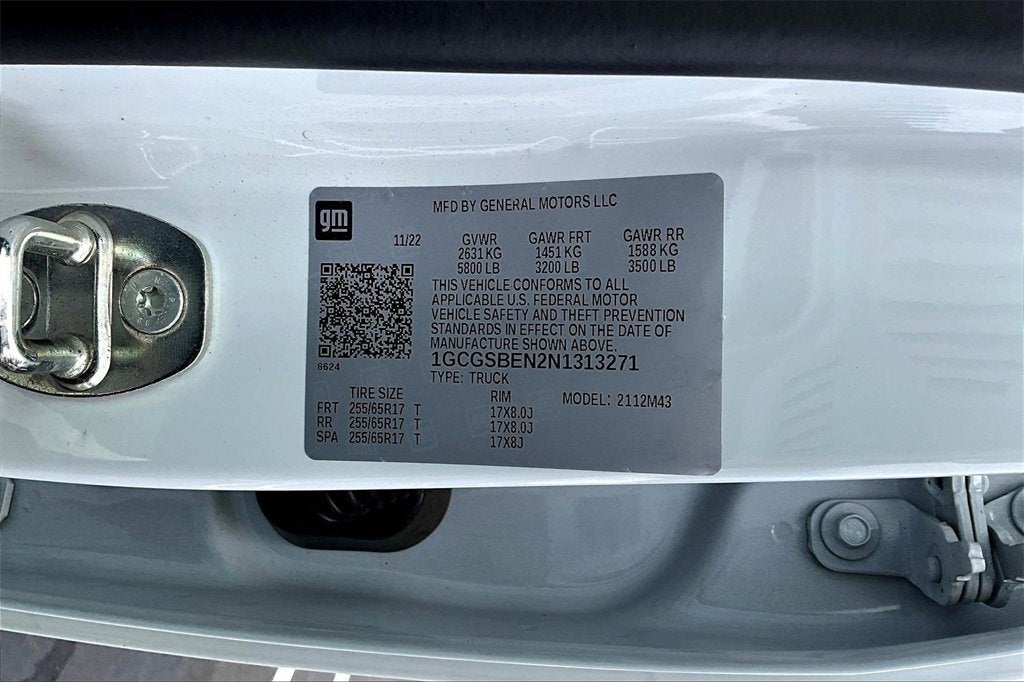 gm
MFD BY GENERAL MOTORS LLC
11/22 GVWR GAWR FRT GAWR RR
2631 KG 1451 KG 1588 KG
5800 LB 3200 LB 3500 LB
THIS VEHICLE CONFORMS TO ALL
APPLICABLE U.S. FEDERAL MOTOR
VEHICLE SAFETY AND THEFT PREVENTION
STANDARDS IN EFFECT ON THE DATE OF
MANUFACTURE SHOWN ABOVE.
8624 1GCGSBEN2N1313271
TYPE: TRUCK
TIRE SIZE RIM MODEL: 2112M43
FRT 255/65R17 T 17X8.0J
RR 255/65R17 T 17X8.0J
SPA 255/65R17 T 17X8J